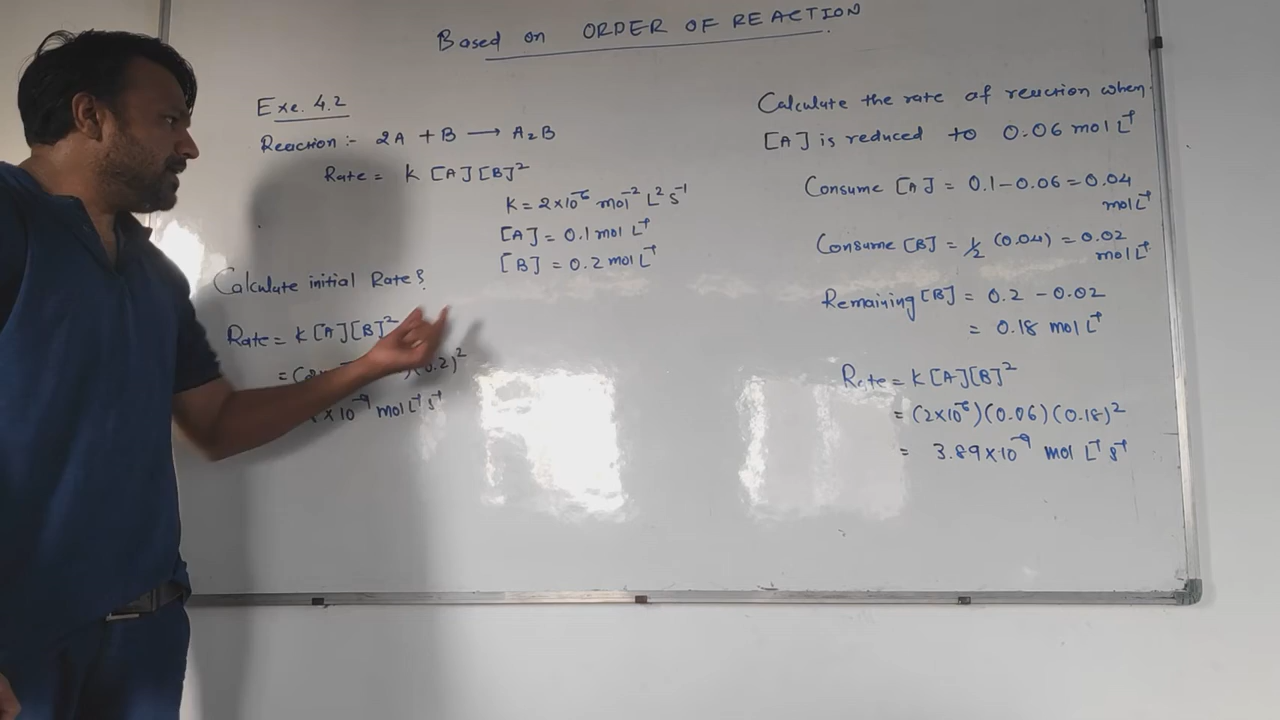 Based on ORDER OF REACTION
Exe. 4.2
Reaction :- 2A + B ⟶ A₂B
Rate = K [A][B]²
K = 2×10⁻⁶ mol⁻² L² S⁻¹
[A] = 0.1 mol L⁻¹
[B] = 0.2 mol L⁻¹
Calculate initial Rate?
Rate = K [A][B]²
= (0.2)²
×10⁻⁹ mol L⁻¹ s⁻¹
Calculate the rate of reaction when
[A] is reduced to 0.06 mol L⁻¹
Consume [A] = 0.1 – 0.06 = 0.04
mol L⁻¹
Consume [B] = ½ (0.04) = 0.02
mol L⁻¹
Remaining [B] = 0.2 – 0.02
= 0.18 mol L⁻¹
Rate = K [A][B]²
= (2×10⁻⁶)(0.06)(0.18)²
= 3.89×10⁻⁹ mol L⁻¹ s⁻¹